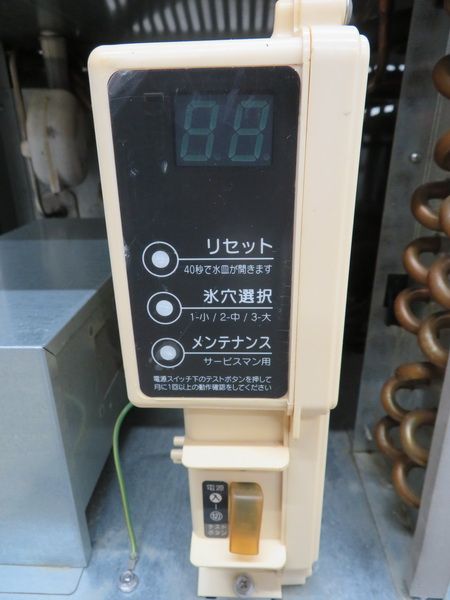 リセット
40秒で水皿が開きます
氷穴選択
1-小 / 2-中 / 3-大
メンテナンス
サービスマン用
電源スイッチ下のテストボタンを押して
月に1回以上の動作確認をしてください
電源
入
切
テスト
ボタン